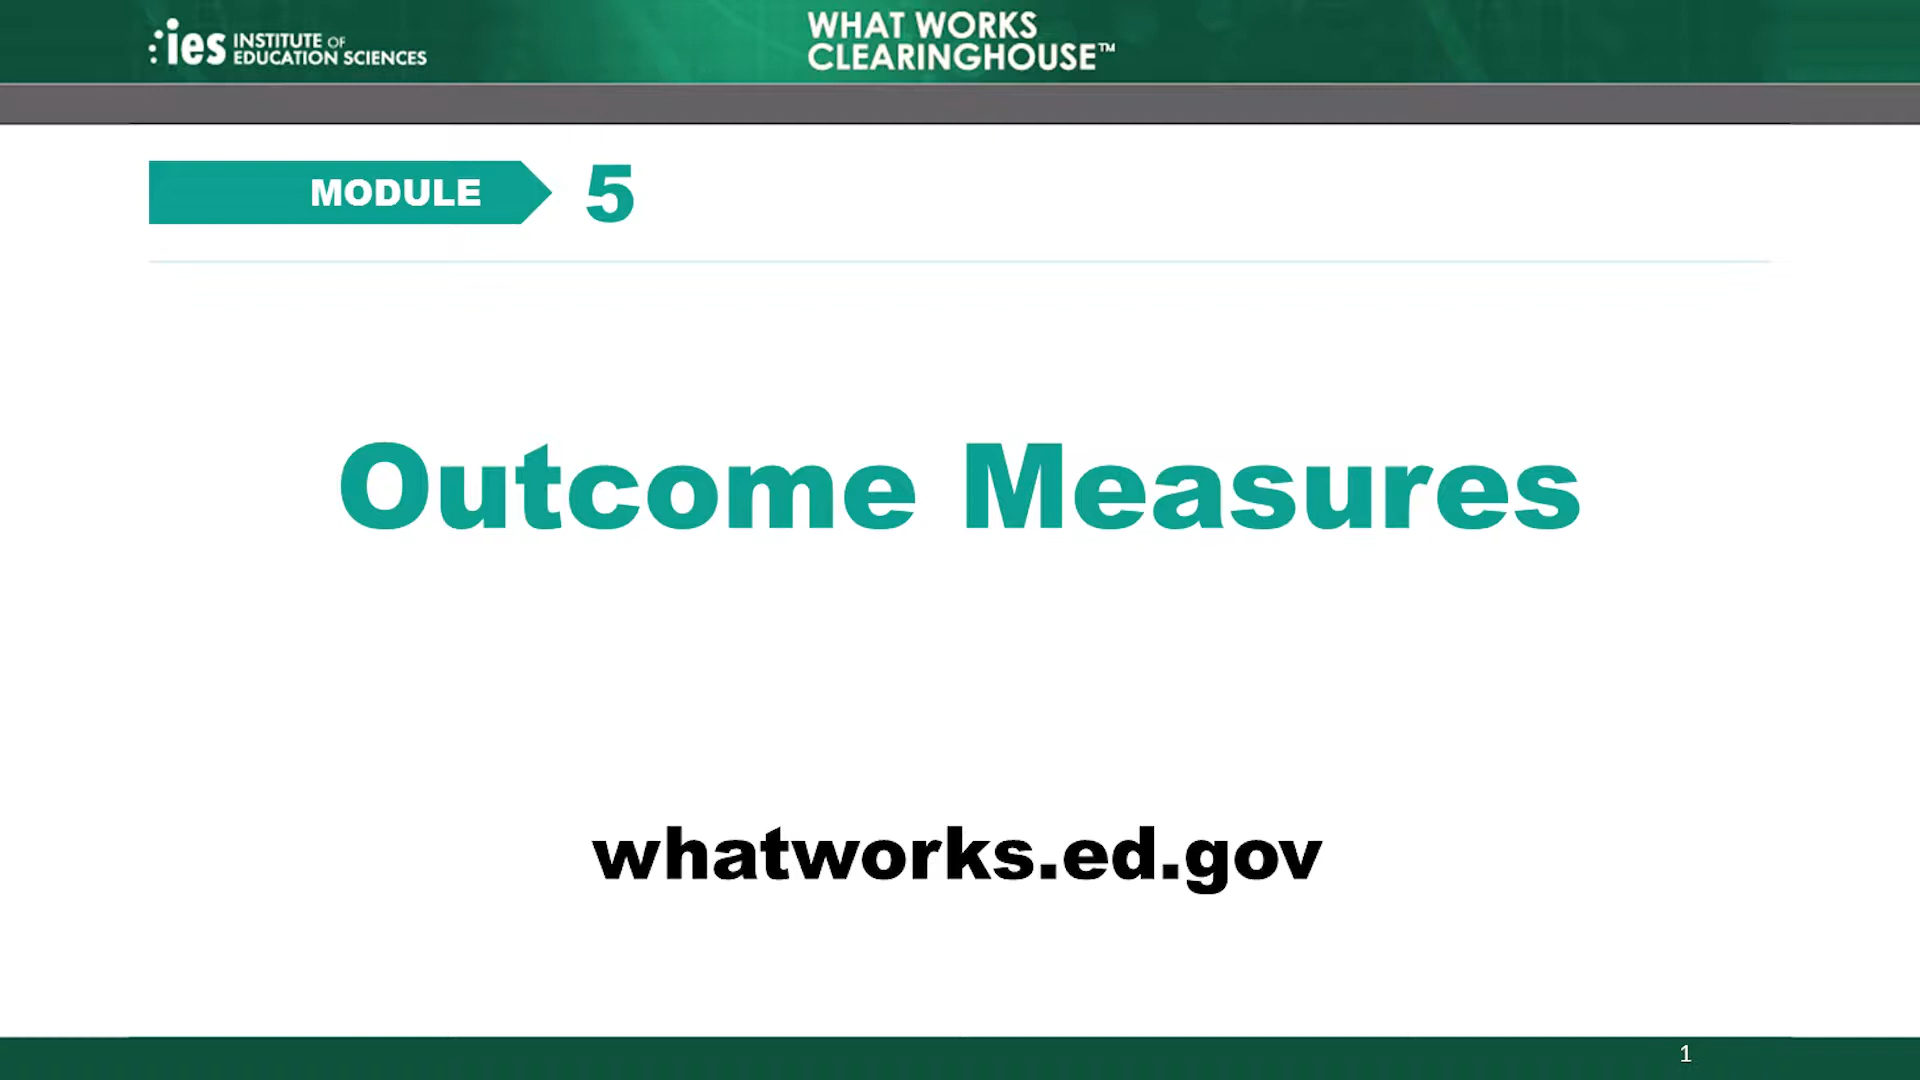 ies INSTITUTE OF
EDUCATION SCIENCES
WHAT WORKS
CLEARINGHOUSE™
MODULE 5
Outcome Measures
whatworks.ed.gov
1